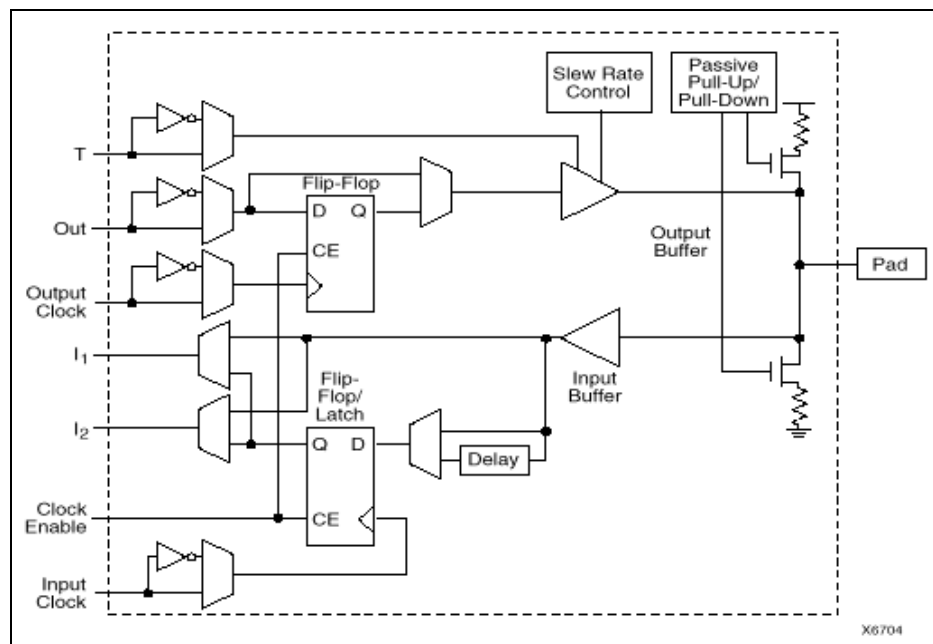 Slew Rate
Control
Passive
Pull-Up/
Pull-Down
T
Flip-Flop
Out
D Q
CE
Output
Buffer
Pad
Output
Clock
I1
Flip-
Flop/
Latch
Input
Buffer
I2
Q D
Delay
Clock
Enable
CE
Input
Clock
X6704